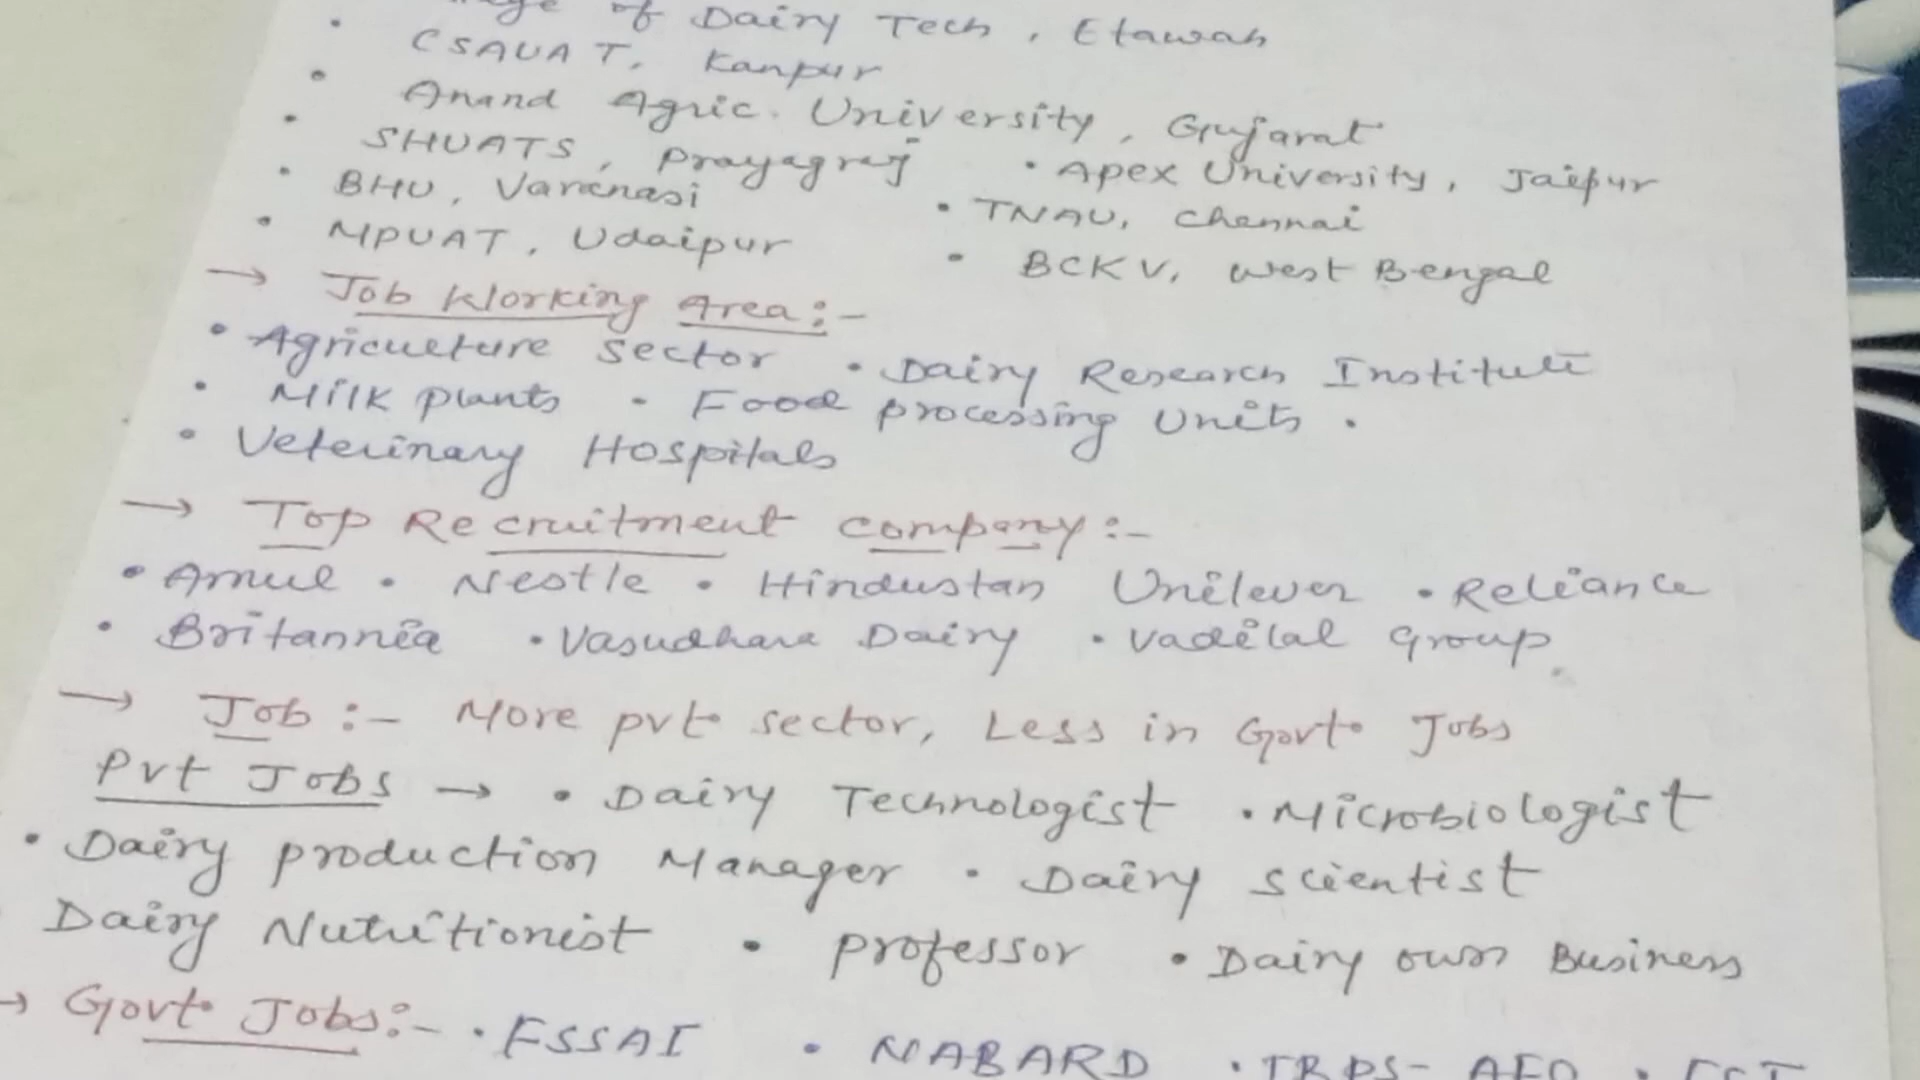 of Dairy Tech, Etawah
• CSAUAT, Kanpur
• Anand Agric. University, Gujarat
• SHUATS, Prayagraj • Apex University, Jaipur
• BHU, Varanasi • TNAU, Chennai
• MPUAT, Udaipur • BCKV, West Bengal
→ Job Working Area:-
• Agriculture Sector • Dairy Research Institute
• Milk plants • Food processing Units.
• Veterinary Hospitals
→ Top Recruitment company:-
• Amul • Nestle • Hindustan Unilever • Reliance
• Britannia • Vasudhara Dairy • Vadilal Group
→ Job:- More pvt. sector, Less in Govt. Jobs
Pvt Jobs → • Dairy Technologist • Microbiologist
• Dairy production Manager • Dairy scientist
Dairy Nutritionist • professor • Dairy own Business
→ Govt. Jobs:- • FSSAI • NABARD • IBPS-AFO